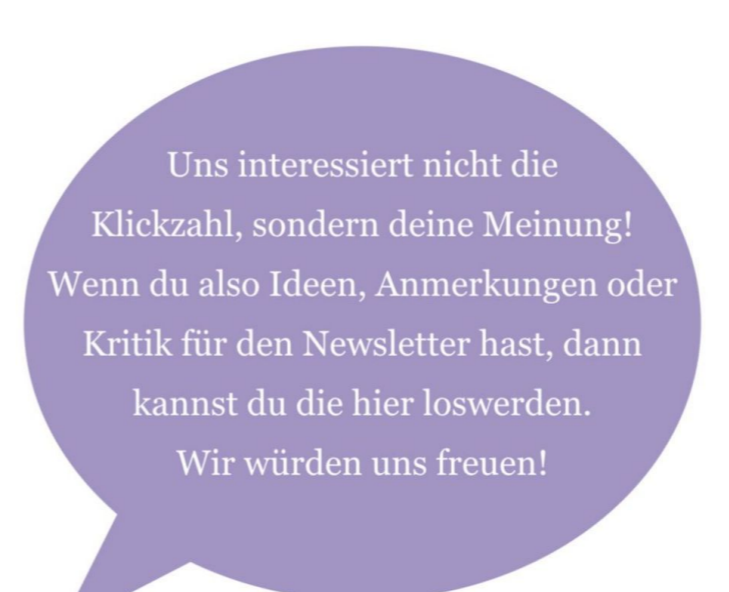 Uns interessiert nicht die
Klickzahl, sondern deine Meinung!
Wenn du also Ideen, Anmerkungen oder
Kritik für den Newsletter hast, dann
kannst du die hier loswerden.
Wir würden uns freuen!